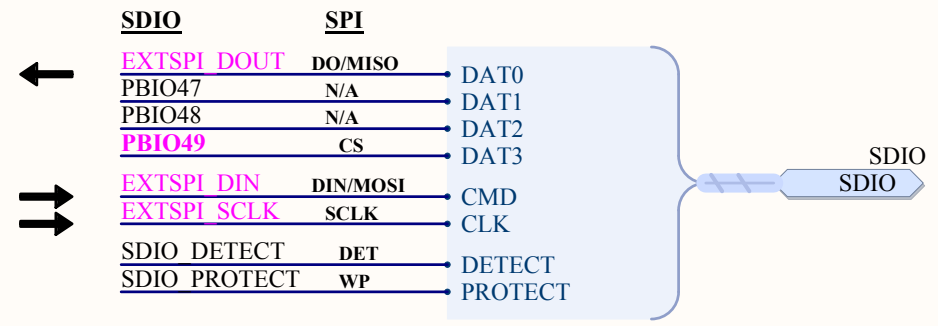 SDIO SPI
EXTSPI_DOUT DO/MISO DAT0
PBIO47 N/A DAT1
PBIO48 N/A DAT2
PBIO49 CS DAT3
SDIO
SDIO
EXTSPI_DIN DIN/MOSI CMD
EXTSPI_SCLK SCLK CLK
SDIO_DETECT DET DETECT
SDIO_PROTECT WP PROTECT